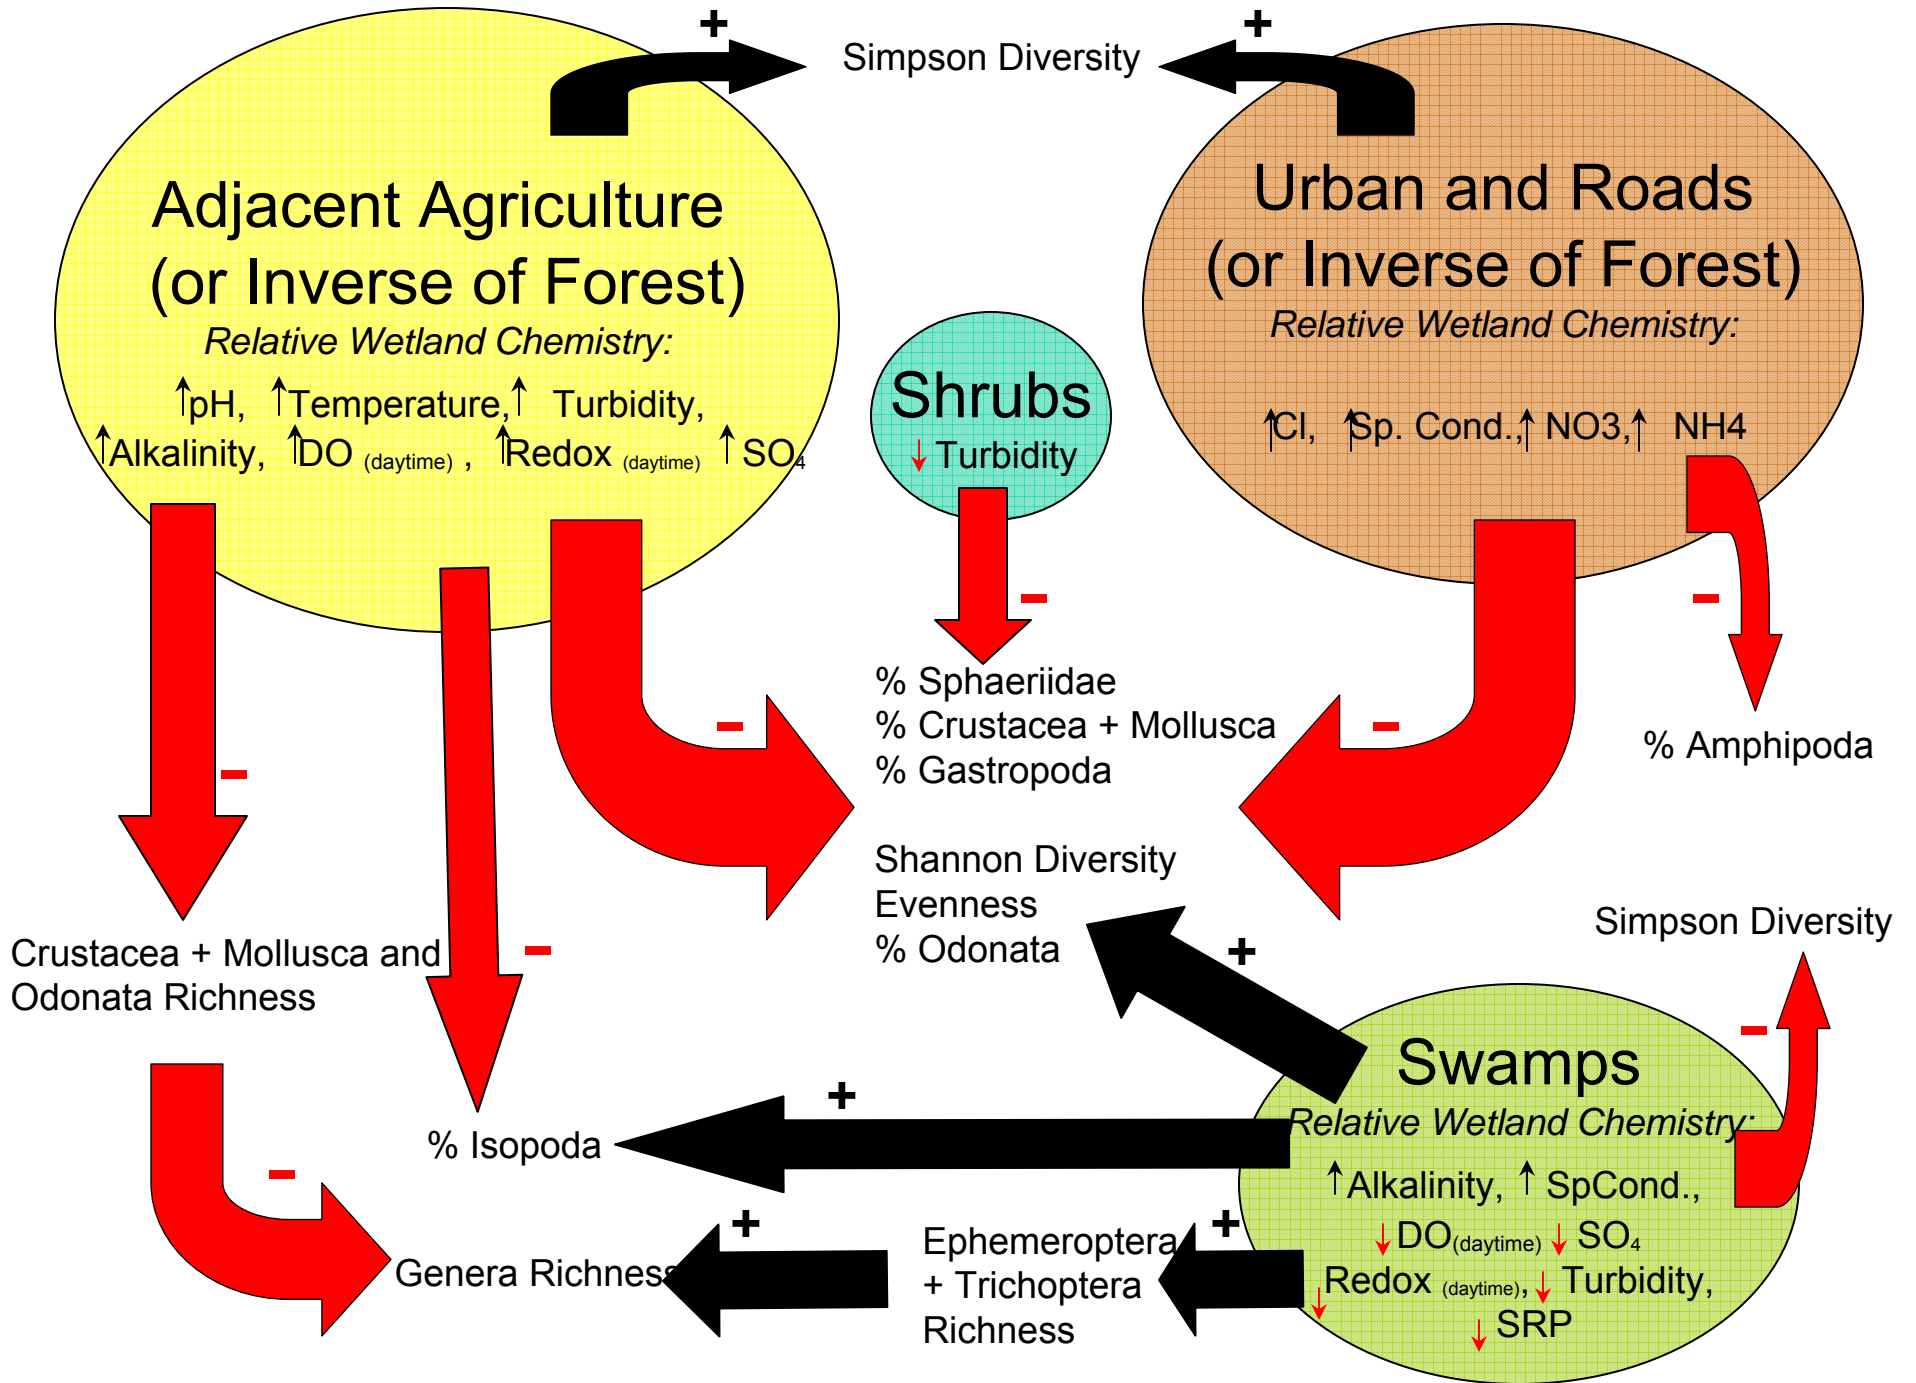 +
Simpson Diversity
+
Adjacent Agriculture
(or Inverse of Forest)
Relative Wetland Chemistry:
↑pH, ↑Temperature,↑ Turbidity,
↑Alkalinity, ↑DO (daytime) , ↑Redox (daytime) ↑ SO4
Urban and Roads
(or Inverse of Forest)
Relative Wetland Chemistry:
↑Cl, ↑Sp. Cond.,↑ NO3,↑ NH4
Shrubs
↓ Turbidity
-
-
% Sphaeriidae
% Crustacea + Mollusca
% Gastropoda
-
-
% Amphipoda
-
Shannon Diversity
Evenness
% Odonata
Simpson Diversity
Crustacea + Mollusca and
Odonata Richness
-
+
-
Swamps
Relative Wetland Chemistry:
↑Alkalinity, ↑ SpCond.,
↓ DO(daytime) ↓ SO4
↓Redox (daytime), ↓ Turbidity,
↓ SRP
+
% Isopoda
-
+
+
Genera Richness
Ephemeroptera
+ Trichoptera
Richness